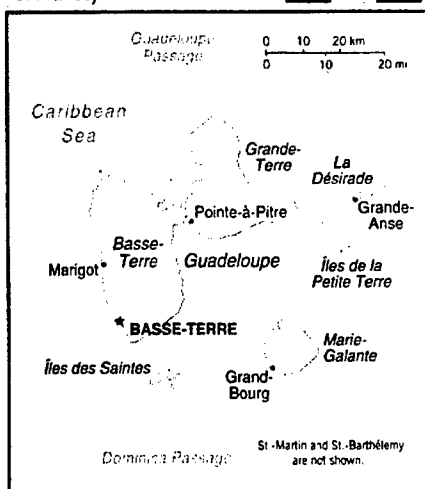 Guadeloupe
Passage
0 10 20 km
0 10 20 mi
Caribbean
Sea
Grande-
Terre
La
Désirade
Pointe-à-Pitre
Grande-
Anse
Basse-
Terre
Guadeloupe
Marigot
Îles de la
Petite Terre
BASSE-TERRE
Marie-
Galante
Îles des Saintes
Grand-
Bourg
St.-Martin and St.-Barthélemy
are not shown.
Dominica Passage